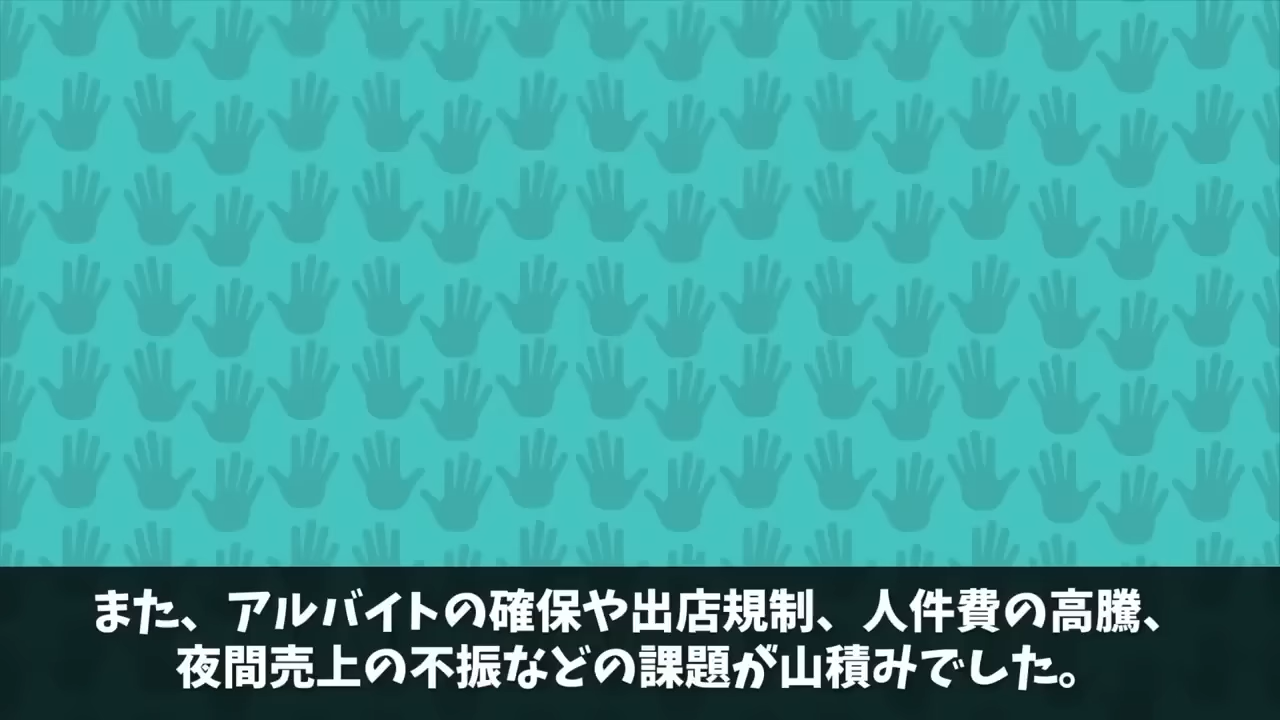 また、アルバイトの確保や出店規制、人件費の高騰、
夜間売上の不振などの課題が山積みでした。